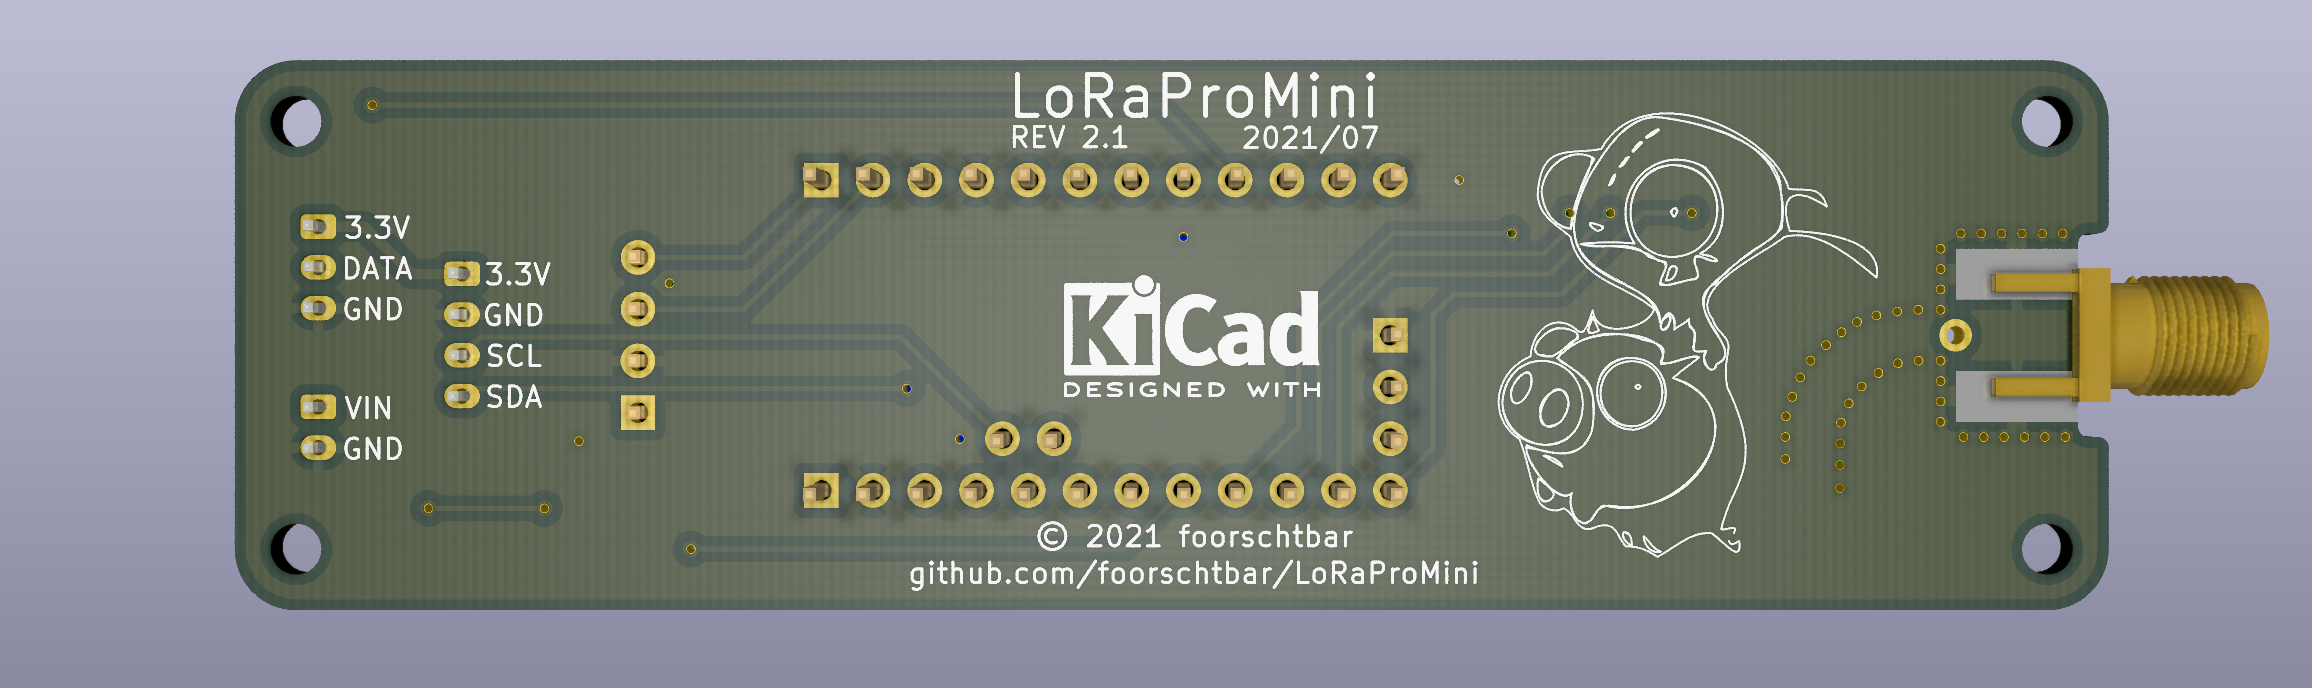 LoRaProMini
REV 2.1 2021/07
3.3V
DATA
GND
3.3V
GND
SCL
SDA
VIN
GND
KiCad
DESIGNED WITH
© 2021 foorschtbar
github.com/foorschtbar/LoRaProMini